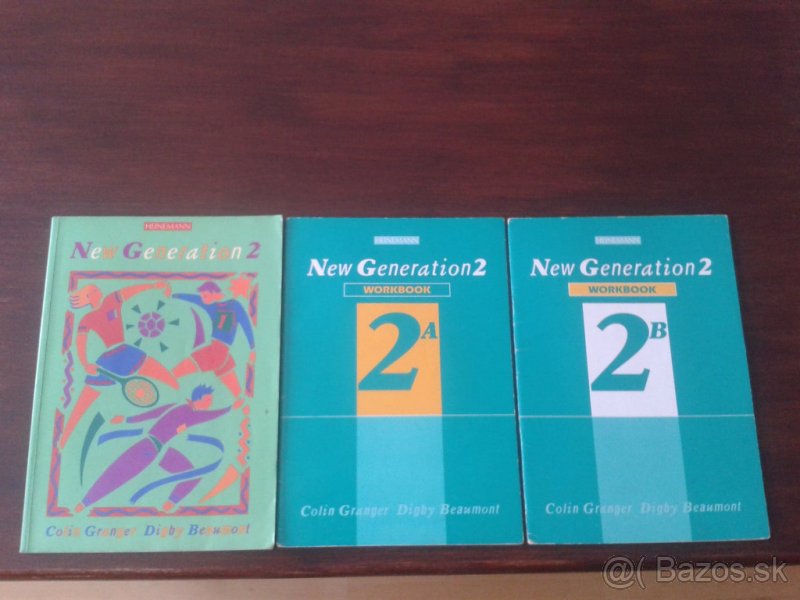 HEINEMANN
New Generation 2
Colin Granger Digby Beaumont
HEINEMANN
New Generation 2
WORKBOOK
2A
Colin Granger Digby Beaumont
HEINEMANN
New Generation 2
WORKBOOK
2B
Colin Granger Digby Beaumont
@( Bazos.sk